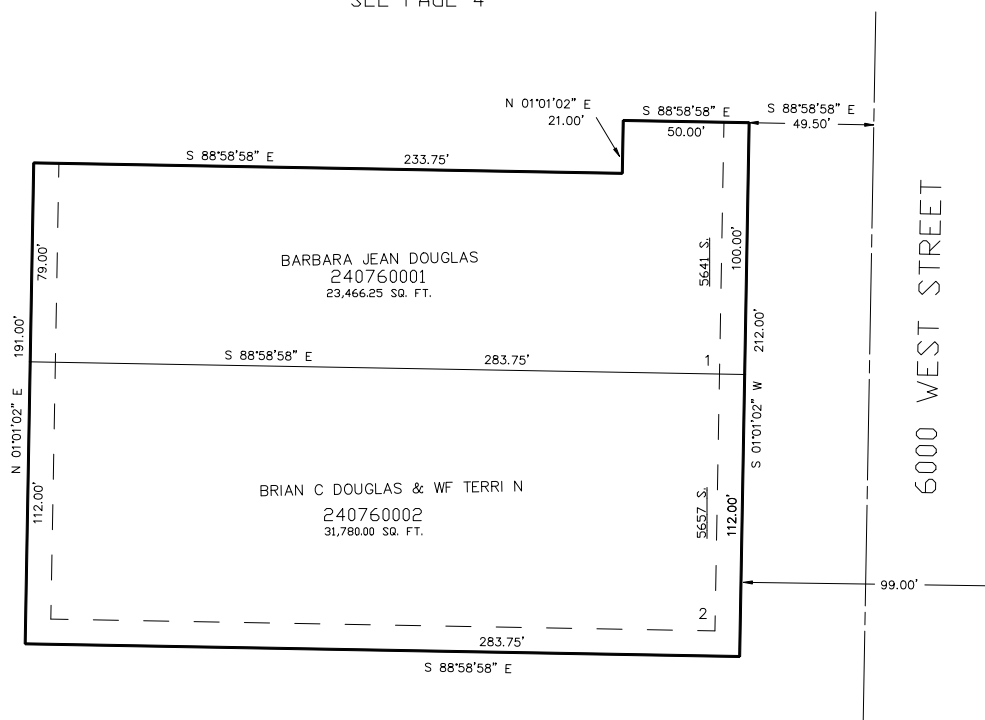 SEE PAGE 4
N 01°01'02" E
21.00'
S 88°58'58" E
50.00'
S 88°58'58" E
49.50'
S 88°58'58" E
233.75'
79.00'
BARBARA JEAN DOUGLAS
240760001
23,466.25 SQ. FT.
5641 S.
100.00'
191.00'
N 01°01'02" E
212.00'
S 01°01'02" W
S 88°58'58" E
283.75'
1
6000 WEST STREET
112.00'
BRIAN C DOUGLAS & WF TERRI N
240760002
31,780.00 SQ. FT.
5657 S.
112.00'
99.00'
2
283.75'
S 88°58'58" E